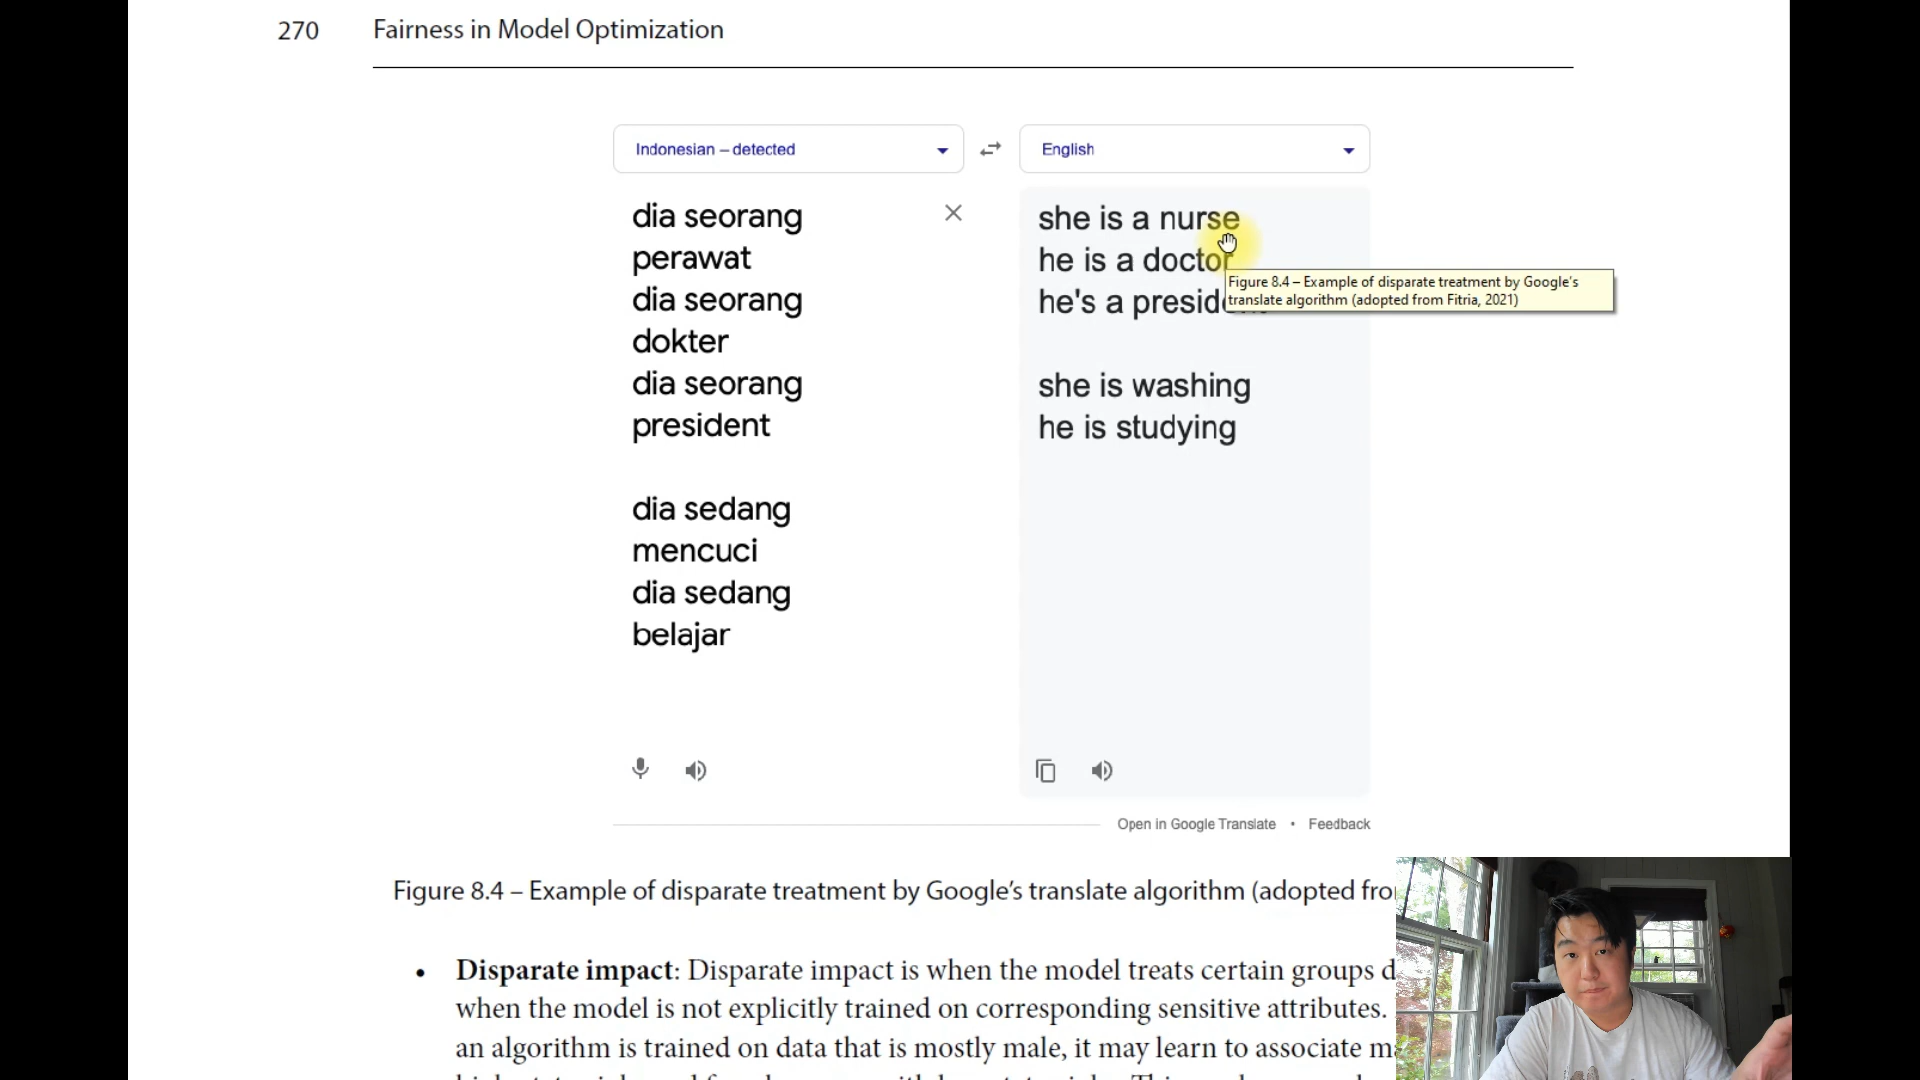 270 Fairness in Model Optimization
Indonesian – detected
English
dia seorang
perawat
dia seorang
dokter
dia seorang
president
dia sedang
mencuci
dia sedang
belajar
she is a nurse
he is a doctor
he's a presid
she is washing
he is studying
Figure 8.4 – Example of disparate treatment by Google's
translate algorithm (adopted from Fitria, 2021)
Open in Google Translate • Feedback
Figure 8.4 – Example of disparate treatment by Google's translate algorithm (adopted fro
• Disparate impact: Disparate impact is when the model treats certain groups d
when the model is not explicitly trained on corresponding sensitive attributes.
an algorithm is trained on data that is mostly male, it may learn to associate m